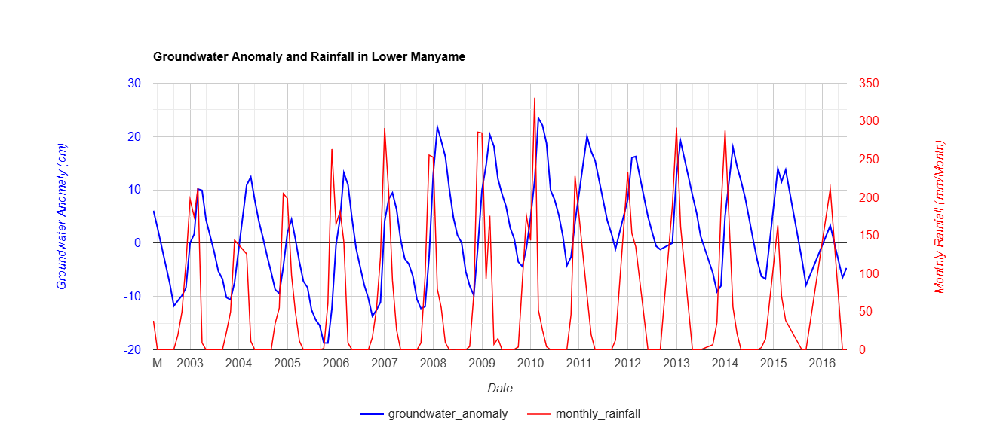 Groundwater Anomaly and Rainfall in Lower Manyame
30 350
300
20
250
10 200
150
0
100
-10
50
-20 0
Groundwater Anomaly (cm)
Monthly Rainfall (mm/Month)
M 2003 2004 2005 2006 2007 2008 2009 2010 2011 2012 2013 2014 2015 2016
Date
groundwater_anomaly monthly_rainfall